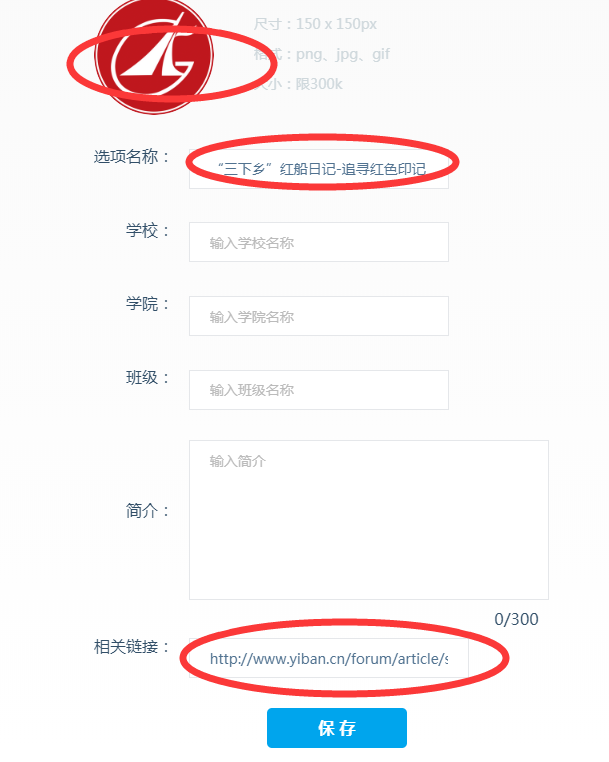 尺寸：150 x 150px
格式：png、jpg、gif
大小：限300k
选项名称：
“三下乡”红船日记-追寻红色印记
学校：
输入学校名称
学院：
输入学院名称
班级：
输入班级名称
简介：
输入简介
0/300
相关链接：
http://www.yiban.cn/forum/article/s
保存